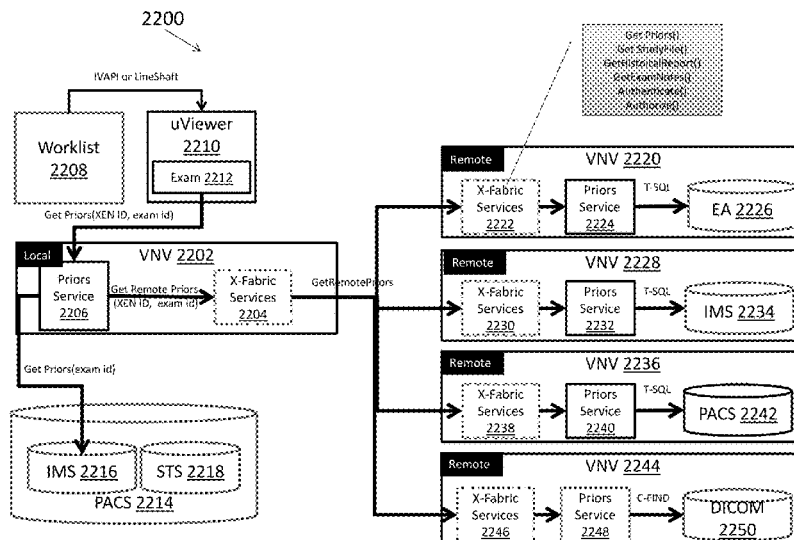 2200
Get Priors()
Get StudyFile()
GetHistoricalReport()
GetExamNotes()
Authenticate()
Authorize()
IVAPI or LineShaft
Worklist
2208
uViewer
2210
Exam 2212
Get Priors(XEN ID, exam id)
Local
VNV 2202
Priors
Service
2206
Get Remote Priors
(XEN ID, exam id)
X-Fabric
Services
2204
GetRemotePriors
Get Priors(exam id)
IMS 2216
STS 2218
PACS 2214
Remote
VNV 2220
X-Fabric
Services
2222
Priors
Service
2224
T-SQL
EA 2226
Remote
VNV 2228
X-Fabric
Services
2230
Priors
Service
2232
T-SQL
IMS 2234
Remote
VNV 2236
X-Fabric
Services
2238
Priors
Service
2240
T-SQL
PACS 2242
Remote
VNV 2244
X-Fabric
Services
2246
Priors
Service
2248
C-FIND
DICOM
2250